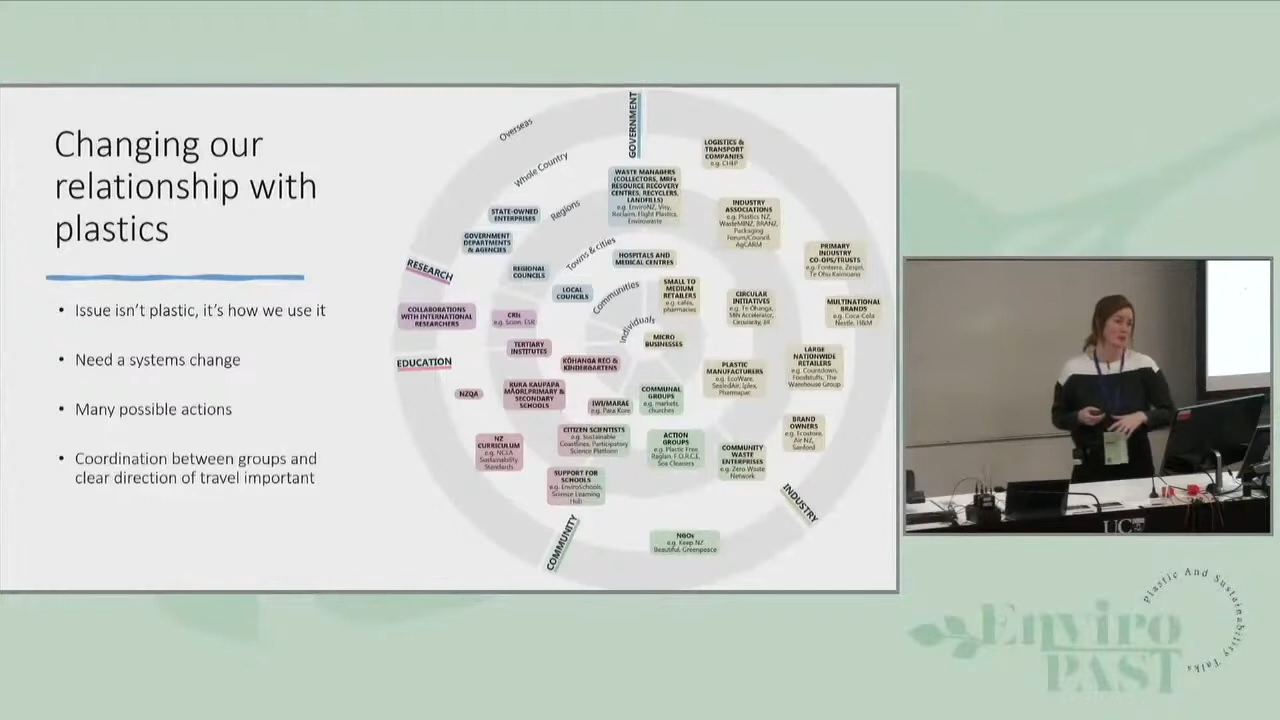 Changing our
relationship with
plastics
• Issue isn't plastic, it's how we use it
• Need a systems change
• Many possible actions
• Coordination between groups and
clear direction of travel important
GOVERNMENT
Overseas
Whole Country
Regions
Towns & cities
Communities
Individuals
LOGISTICS &
TRANSPORT
COMPANIES
e.g. CHEP
WASTE MANAGERS
(COLLECTORS, MRFs
RESOURCE RECOVERY
CENTRES, RECYCLERS,
LANDFILLS)
e.g. EnviroNZ, Visy,
Reclaim, Flight Plastics,
Envirowaste
INDUSTRY
ASSOCIATIONS
e.g. Plastics NZ,
WasteMINZ, BRANZ,
Packaging
Forum/Council,
AgCARM
STATE-OWNED
ENTERPRISES
GOVERNMENT
DEPARTMENTS
& AGENCIES
HOSPITALS AND
MEDICAL CENTRES
PRIMARY
INDUSTRY
CO-OPS/TRUSTS
e.g. Fonterra, Zespri,
Te Ohu Kaimoana
RESEARCH
REGIONAL
COUNCILS
LOCAL
COUNCILS
SMALL TO
MEDIUM
RETAILERS
e.g. cafes,
pharmacies
CIRCULAR
INITIATIVES
e.g. Te Ohanga,
SBN Accelerator,
Circularity,
MULTINATIONAL
BRANDS
e.g. Coca-Cola
Nestle, H&M
COLLABORATIONS
WITH INTERNATIONAL
RESEARCHERS
CRIs
e.g. Scion, ESR
MICRO
BUSINESSES
TERTIARY
INSTITUTES
EDUCATION
KŌHANGA REO &
KINDERGARTENS
PLASTIC
MANUFACTURERS
e.g. EcoWare,
SealedAir, Iplex,
Pharmapac
LARGE
NATIONWIDE
RETAILERS
e.g. Countdown,
Foodstuffs, The
Warehouse Group
NZQA
KURA KAUPAPA
MĀORI,PRIMARY &
SECONDARY
SCHOOLS
IWI/MARAE
e.g. Para Kore
COMMUNAL
GROUPS
e.g. markets,
churches
NZ
CURRICULUM
e.g. NCEA
Sustainability
Standards
CITIZEN SCIENTISTS
e.g. Sustainable
Coastlines, Participatory
Science Platform
ACTION
GROUPS
e.g. Plastic Free
Raglan, F.O.R.C.E,
Sea Cleaners
COMMUNITY
WASTE
ENTERPRISES
e.g. Zero Waste
Network
BRAND
OWNERS
e.g. Ecostore,
Air NZ,
Sanford
SUPPORT FOR
SCHOOLS
e.g. EnviroSchools,
Science Learning
Hub
INDUSTRY
COMMUNITY
NGOs
e.g. Keep NZ
Beautiful, Greenpeace
UC
Plastic And Sustainability Talks
Enviro
PAST